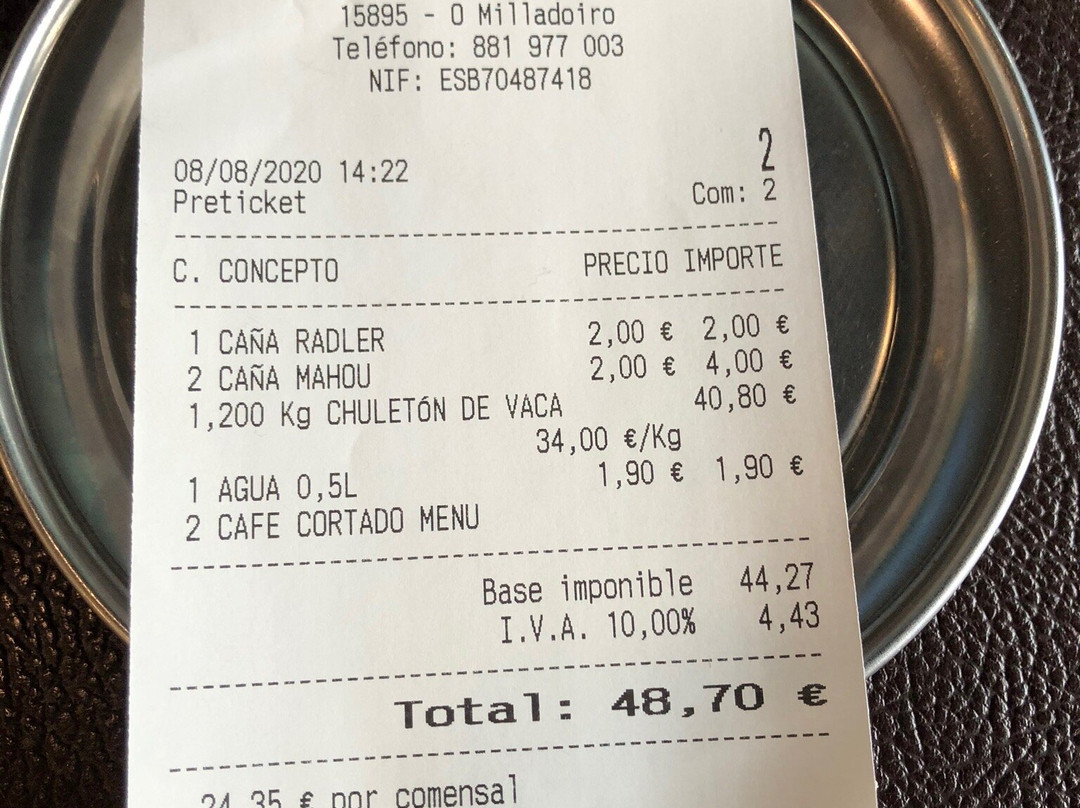 15895 - O Milladoiro
Teléfono: 881 977 003
NIF: ESB70487418
2
08/08/2020 14:22
Preticket Com: 2
C. CONCEPTO PRECIO IMPORTE
1 CAÑA RADLER 2,00 € 2,00 €
2 CAÑA MAHOU 2,00 € 4,00 €
1,200 Kg CHULETóN DE VACA 40,80 €
34,00 €/Kg
1 AGUA 0,5L 1,90 € 1,90 €
2 CAFE CORTADO MENU
Base imponible 44,27
I.V.A. 10,00% 4,43
Total: 48,70 €
24,35 € por comensal